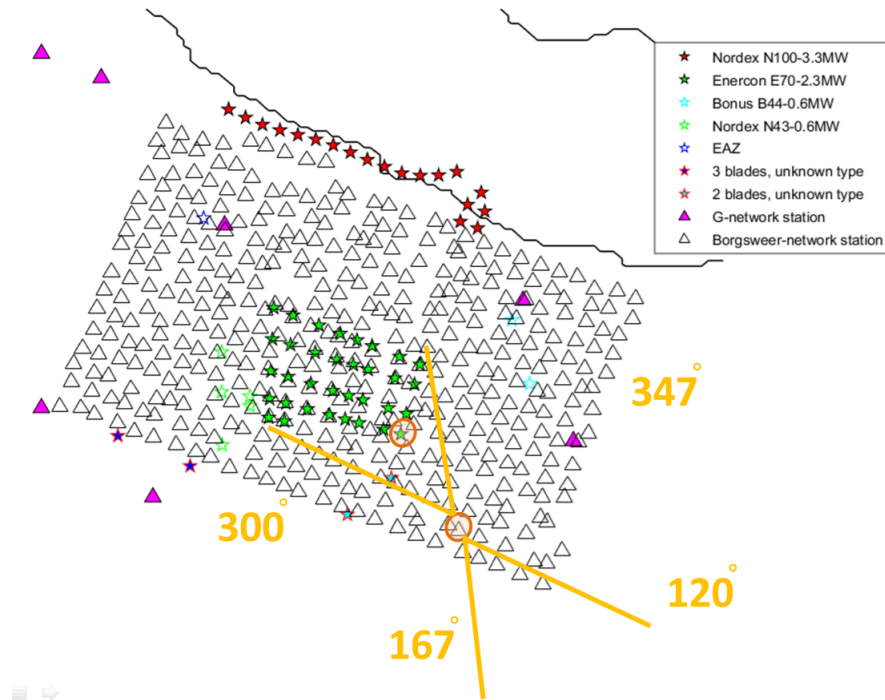 Nordex N100-3.3MW
Enercon E70-2.3MW
Bonus B44-0.6MW
Nordex N43-0.6MW
EAZ
3 blades, unknown type
2 blades, unknown type
G-network station
Borgsweer-network station
347°
300°
120°
167°